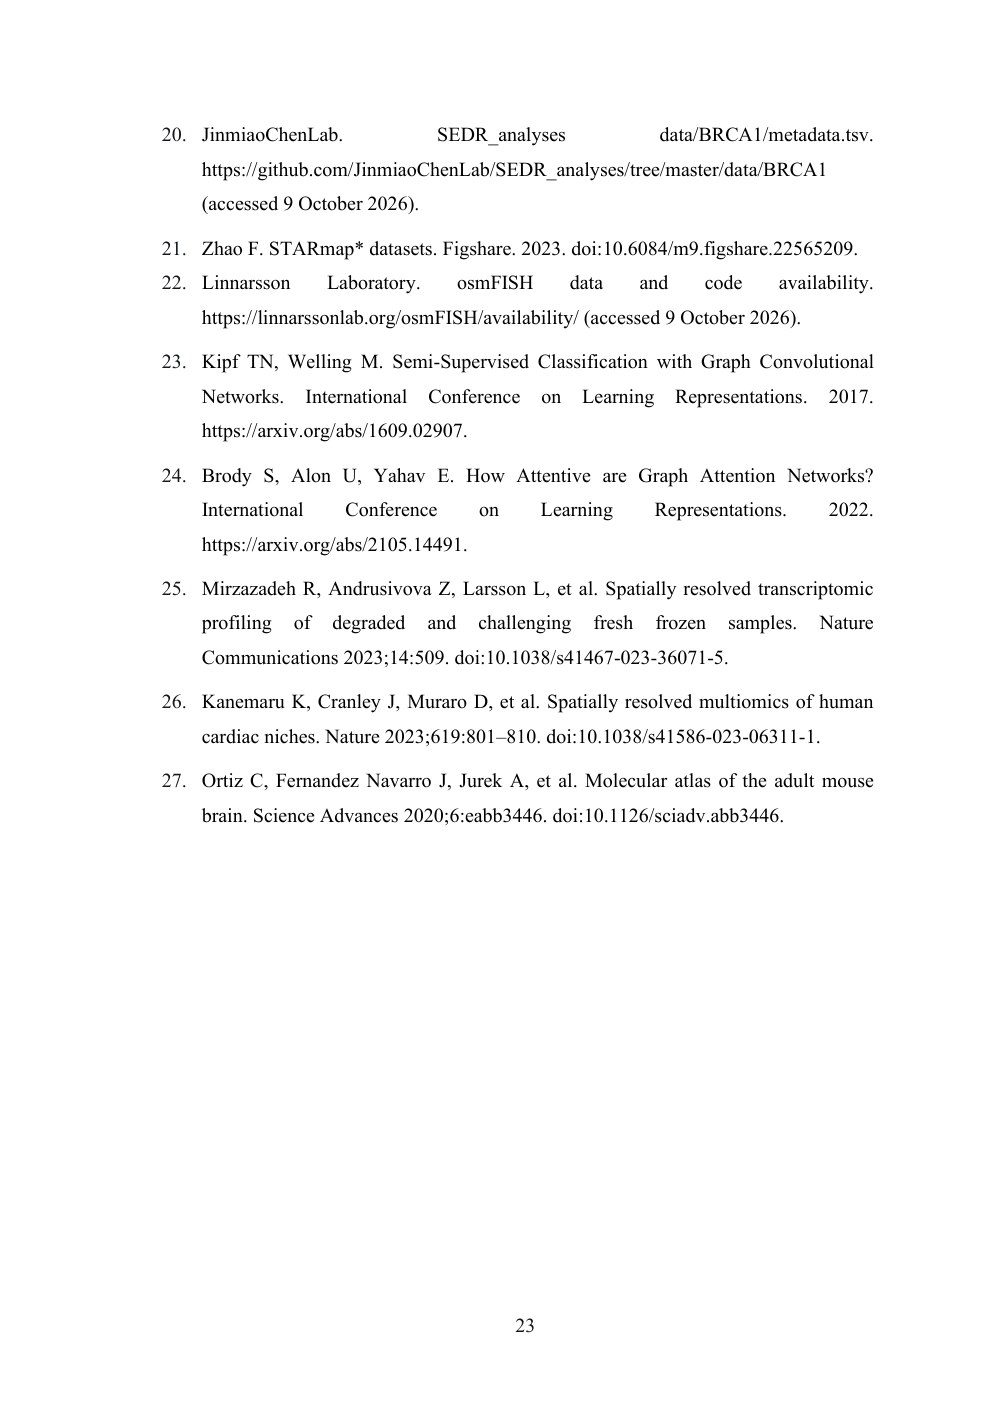 20. JinmiaoChenLab. SEDR_analyses data/BRCA1/metadata.tsv.
https://github.com/JinmiaoChenLab/SEDR_analyses/tree/master/data/BRCA1
(accessed 9 October 2026).
21. Zhao F. STARmap* datasets. Figshare. 2023. doi:10.6084/m9.figshare.22565209.
22. Linnarsson Laboratory. osmFISH data and code availability.
https://linnarssonlab.org/osmFISH/availability/ (accessed 9 October 2026).
23. Kipf TN, Welling M. Semi-Supervised Classification with Graph Convolutional
Networks. International Conference on Learning Representations. 2017.
https://arxiv.org/abs/1609.02907.
24. Brody S, Alon U, Yahav E. How Attentive are Graph Attention Networks?
International Conference on Learning Representations. 2022.
https://arxiv.org/abs/2105.14491.
25. Mirzazadeh R, Andrusivova Z, Larsson L, et al. Spatially resolved transcriptomic
profiling of degraded and challenging fresh frozen samples. Nature
Communications 2023;14:509. doi:10.1038/s41467-023-36071-5.
26. Kanemaru K, Cranley J, Muraro D, et al. Spatially resolved multiomics of human
cardiac niches. Nature 2023;619:801–810. doi:10.1038/s41586-023-06311-1.
27. Ortiz C, Fernandez Navarro J, Jurek A, et al. Molecular atlas of the adult mouse
brain. Science Advances 2020;6:eabb3446. doi:10.1126/sciadv.abb3446.
23